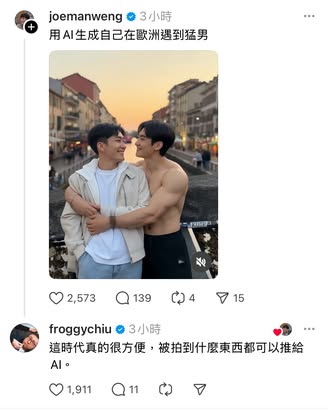 joemanweng 3小時
用AI生成自己在歐洲遇到猛男
2,573 139 4 15
froggychiu 3小時
這時代真的很方便，被拍到什麼東西都可以推給
AI。
1,911 11